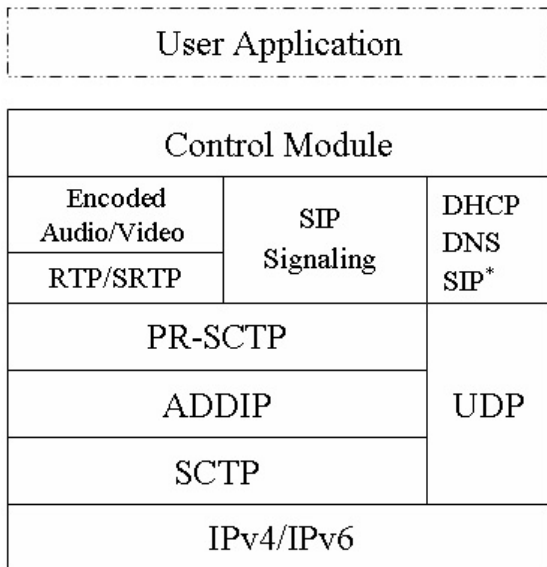 User Application
Control Module
Encoded
Audio/Video
RTP/SRTP
SIP
Signaling
DHCP
DNS
SIP*
PR-SCTP
ADDIP
SCTP
UDP
IPv4/IPv6